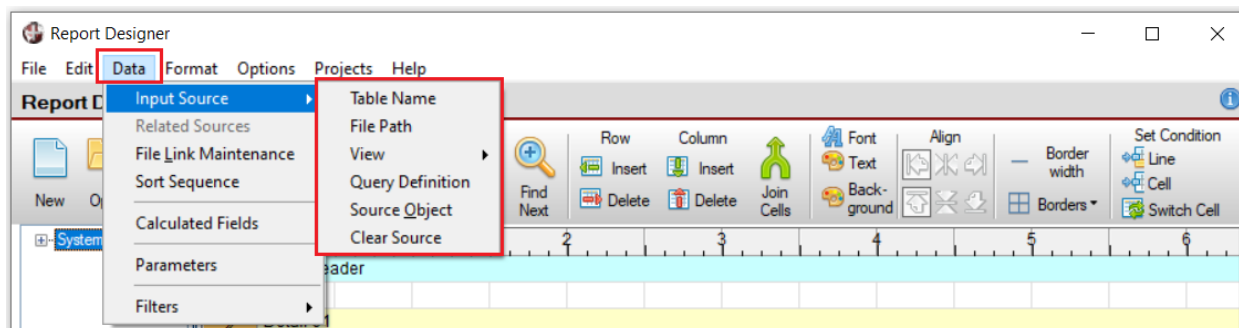 Report Designer
File Edit Data Format Options Projects Help
Report D
Input Source
Related Sources
File Link Maintenance
Sort Sequence
Calculated Fields
Parameters
Filters
Table Name
File Path
View
Query Definition
Source Object
Clear Source
New O
Find
Next
Row
Insert
Delete
Column
Insert
Delete
Join
Cells
Font
Text
Back-
ground
Align
Border
width
Borders
Set Condition
Line
Cell
Switch Cell
System
2 3 4 5 6
eader